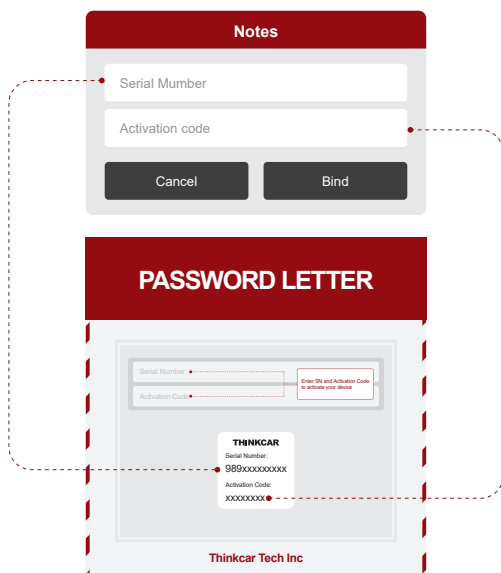 Notes
Serial Mumber
Activation code
Cancel Bind
PASSWORD LETTER
Serial Number
Activation Code
Enter SN and Activation Code
to activate your device
THINKCAR
Serial Number:
989xxxxxxxxx
Activation Code:
xxxxxxxx
Thinkcar Tech Inc